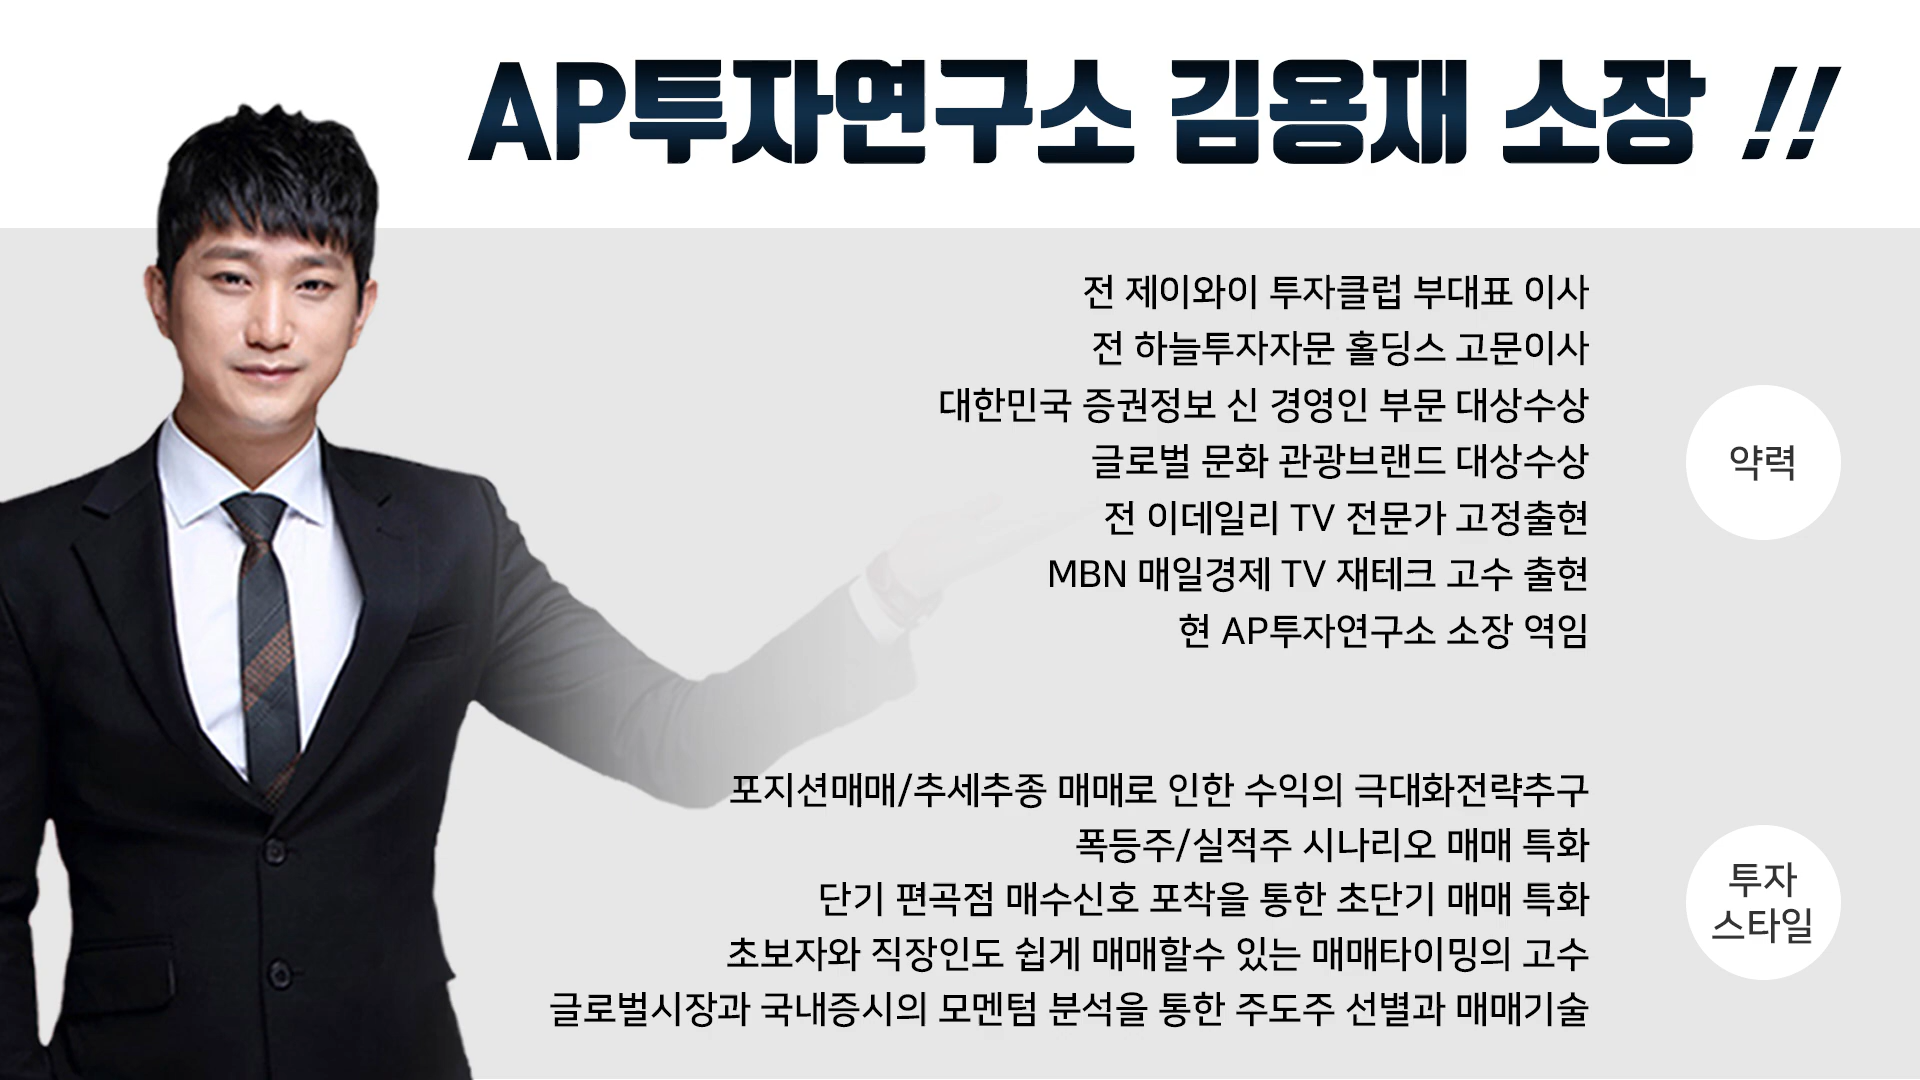 AP투자연구소 김용재 소장 !!
전 제이와이 투자클럽 부대표 이사
전 하늘투자자문 홀딩스 고문이사
대한민국 증권정보 신 경영인 부문 대상수상
글로벌 문화 관광브랜드 대상수상
전 이데일리 TV 전문가 고정출현
MBN 매일경제 TV 재테크 고수 출현
현 AP투자연구소 소장 역임
약력
포지션매매/추세추종 매매로 인한 수익의 극대화전략추구
폭등주/실적주 시나리오 매매 특화
단기 편곡점 매수신호 포착을 통한 초단기 매매 특화
초보자와 직장인도 쉽게 매매할수 있는 매매타이밍의 고수
글로벌시장과 국내증시의 모멘텀 분석을 통한 주도주 선별과 매매기술
투자
스타일